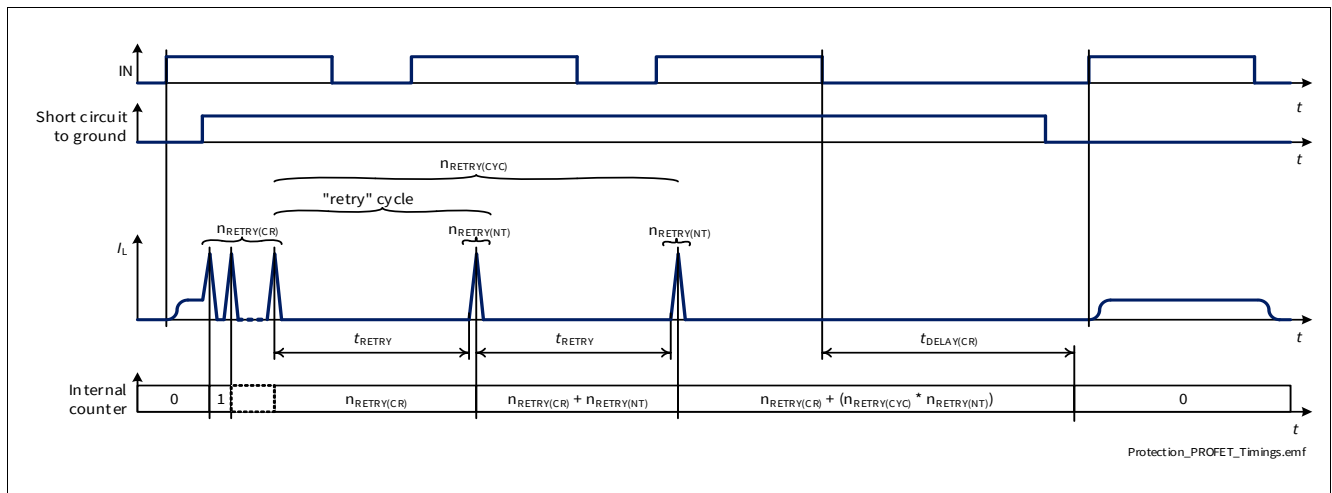 IN
t
Short circuit
to ground
t
nRETRY(CYC)
"retry" cycle
nRETRY(CR)
nRETRY(NT)
nRETRY(NT)
IL
tRETRY
tRETRY
tDELAY(CR)
t
Internal
counter
0
1
nRETRY(CR)
nRETRY(CR) + nRETRY(NT)
nRETRY(CR) + (nRETRY(CYC) * nRETRY(NT))
0
t
Protection_PROFET_Timings.emf